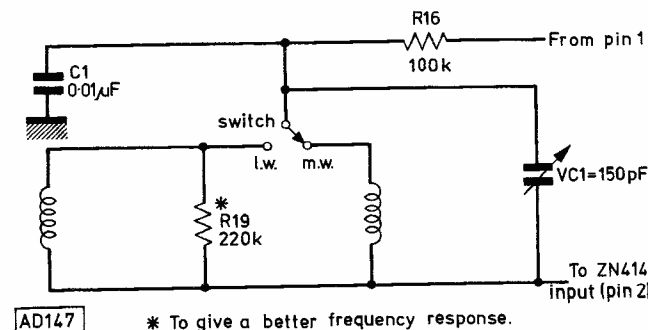 R16
100k
From pin 1
C1
0·01µF
switch
l.w.
m.w.
VC1=150pF
*
R19
220k
To ZN414
input (pin 2)
AD147
* To give a better frequency response.